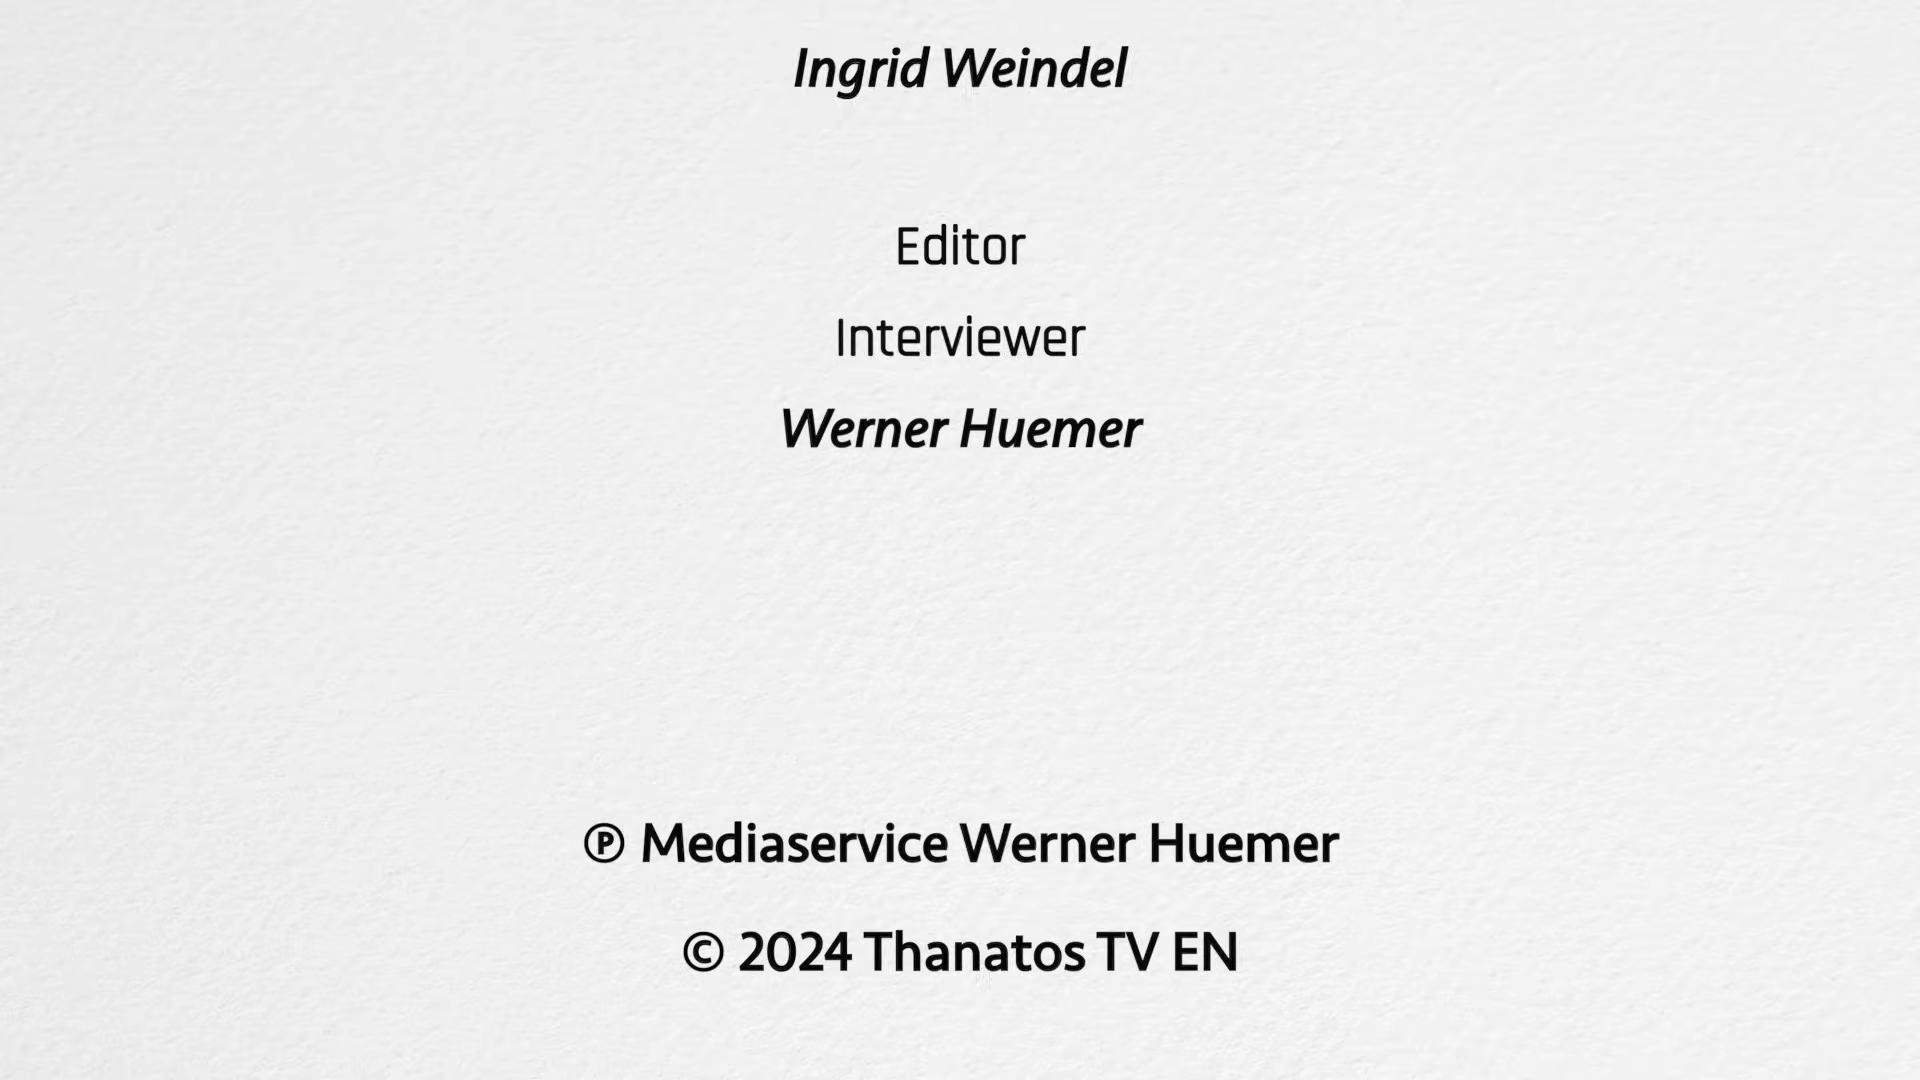 Ingrid Weindel
Editor
Interviewer
Werner Huemer
℗ Mediaservice Werner Huemer
© 2024 Thanatos TV EN